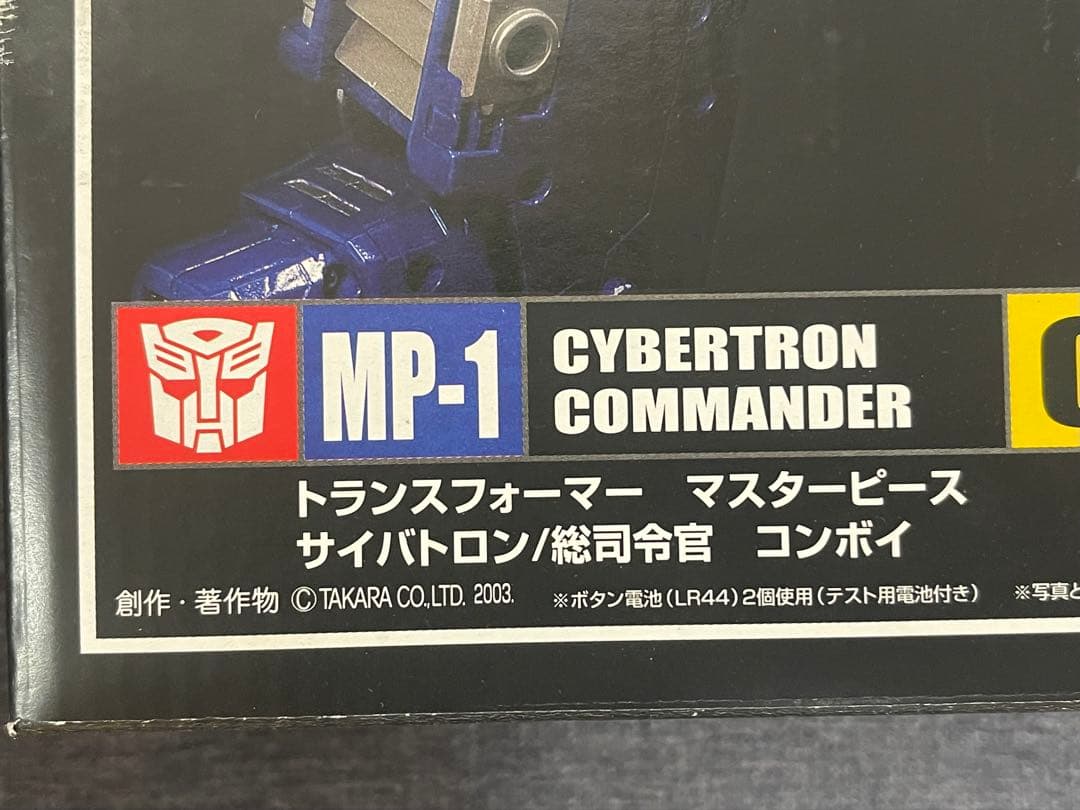 MP-1
CYBERTRON
COMMANDER
トランスフォーマー　マスターピース
サイバトロン/総司令官　コンボイ
創作・著作物 ©TAKARA CO.,LTD. 2003.
※ボタン電池(LR44)2個使用(テスト用電池付き)
※写真と